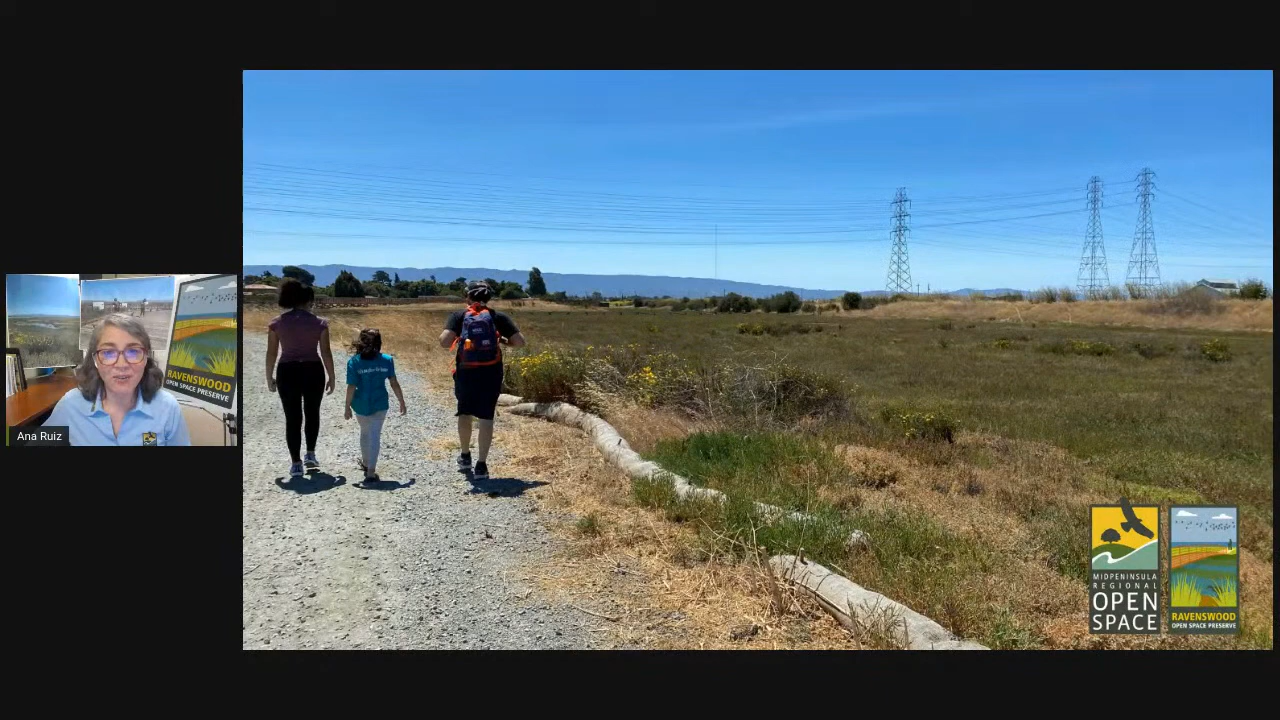 RAVENSWOOD
OPEN SPACE PRESERVE
Ana Ruiz
MIDPENINSULA
REGIONAL
OPEN
SPACE
RAVENSWOOD
OPEN SPACE PRESERVE